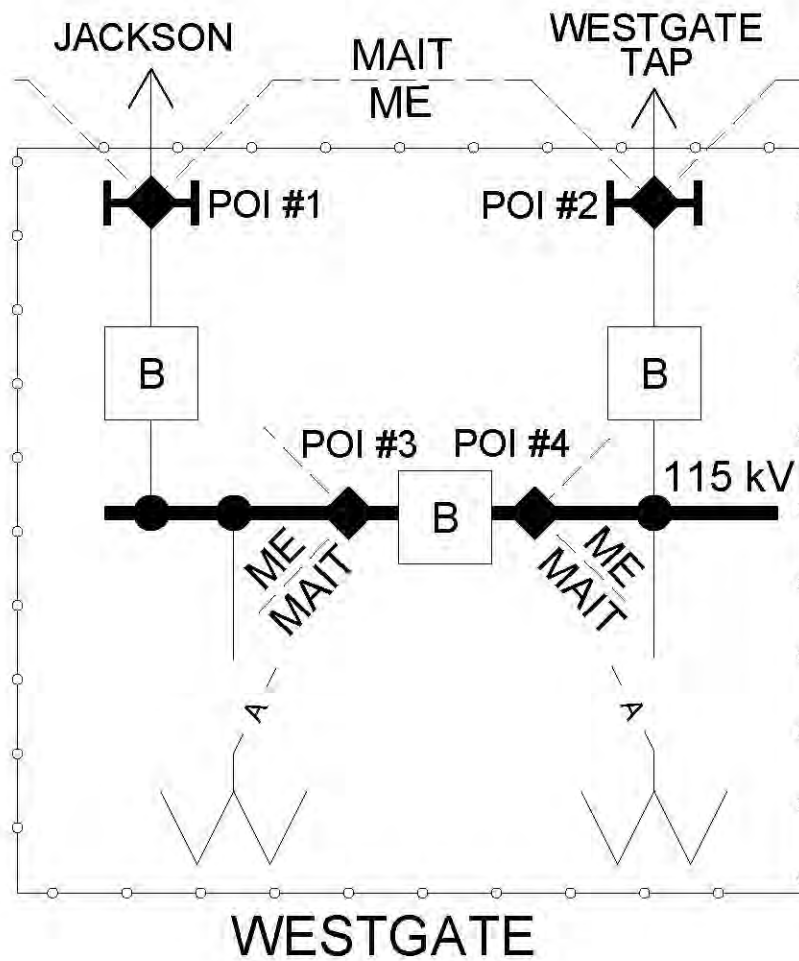 JACKSON
MAIT
ME
WESTGATE
TAP
POI #1
POI #2
B
B
POI #3
POI #4
B
115 kV
ME
MAIT
ME
MAIT
A
A
WESTGATE